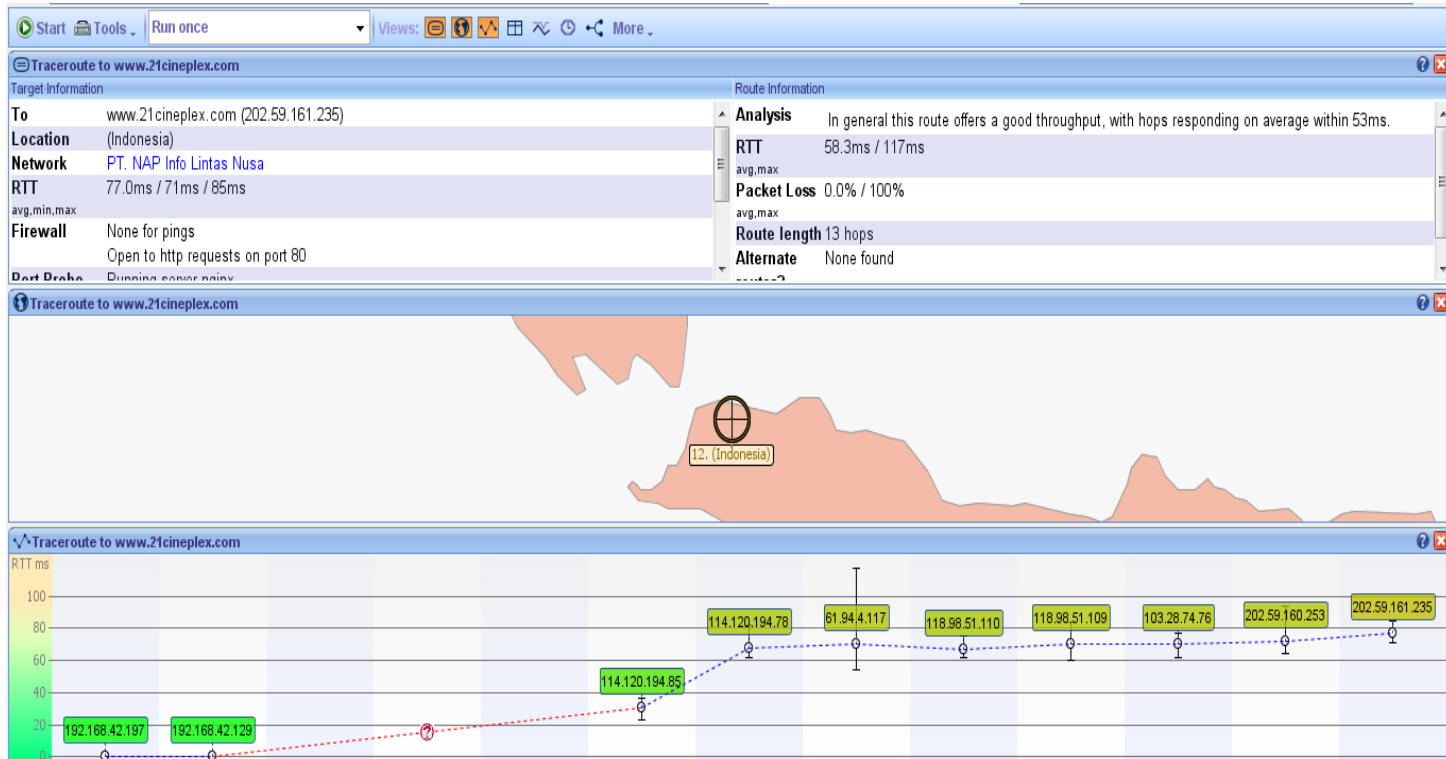 Start Tools Run once Views: More
Traceroute to www.21cineplex.com
Target Information
To www.21cineplex.com (202.59.161.235)
Location (Indonesia)
Network PT. NAP Info Lintas Nusa
RTT 77.0ms / 71ms / 85ms
avg,min,max
Firewall None for pings
Open to http requests on port 80
Port Probe Running server nginx
Route Information
Analysis In general this route offers a good throughput, with hops responding on average within 53ms.
RTT 58.3ms / 117ms
avg,max
Packet Loss 0.0% / 100%
avg,max
Route length 13 hops
Alternate None found
routes?
Traceroute to www.21cineplex.com
12. (Indonesia)
Traceroute to www.21cineplex.com
RTT ms
100
80
60
40
20
0
192.168.42.197
192.168.42.129
?
114.120.194.85
114.120.194.78
61.94.4.117
118.98.51.110
118.98.51.109
103.28.74.76
202.59.160.253
202.59.161.235